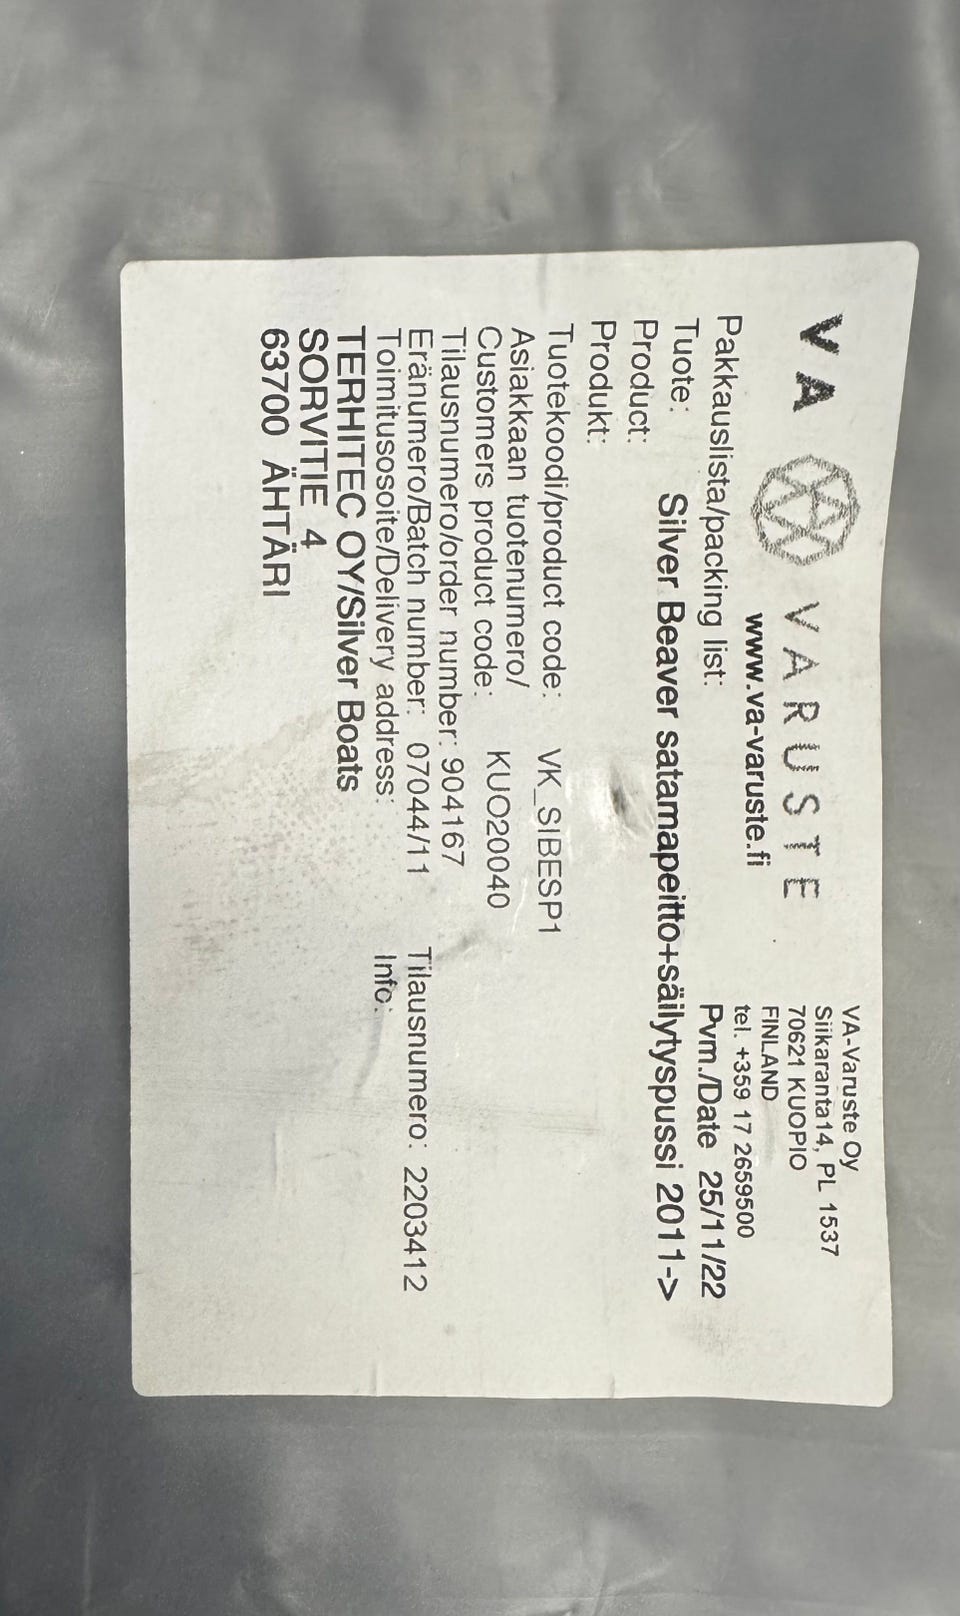 VA VARUSTE
www.va-varuste.fi
VA-Varuste Oy
Siikaranta14, PL 1537
70621 KUOPIO
FINLAND
tel. +359 17 2659500
Pakkauslista/packing list:
Pvm./Date 25/11/22
Tuote: Silver Beaver satamapeitto+säilytyspussi 2011->
Product:
Produkt:
Tuotekoodi/product code: VK_SIBESP1
Asiakkaan tuotenumero/
Customers product code: KUO20040
Tilausnumero/order number: 904167
Eränumero/Batch number: 07044/11 Tilausnumero: 2203412
Toimitusosoite/Delivery address: Info:
TERHITEC OY/Silver Boats
SORVITIE 4
63700 ÄHTÄRI